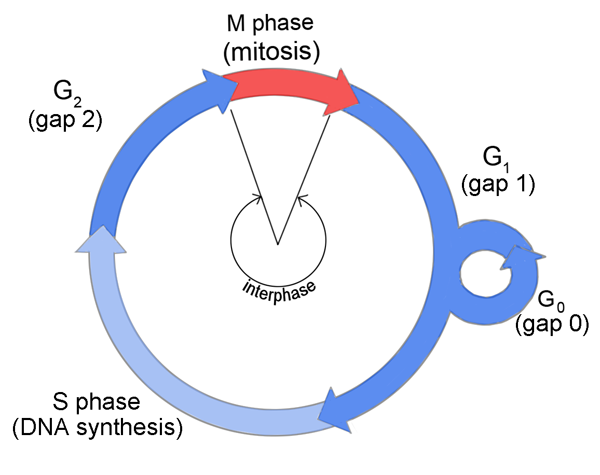 M phase
(mitosis)
G₂
(gap 2)
G₁
(gap 1)
interphase
G₀
(gap 0)
S phase
(DNA synthesis)